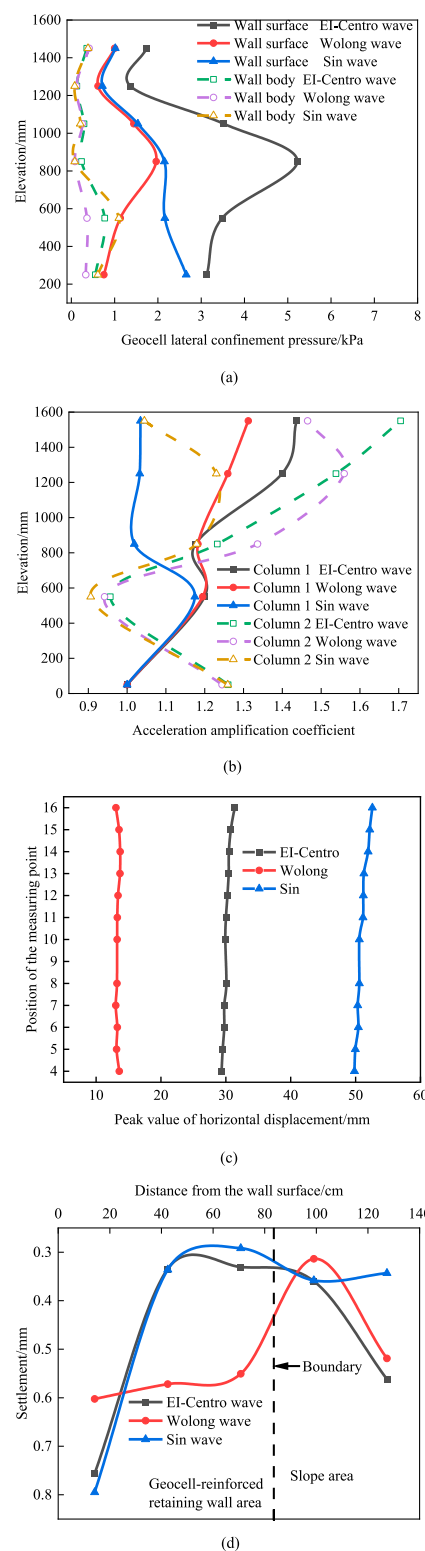 1600
1400
1200
1000
800
600
400
200
Elevation/mm
Wall surface EI-Centro wave
Wall surface Wolong wave
Wall surface Sin wave
Wall body EI-Centro wave
Wall body Wolong wave
Wall body Sin wave
0 1 2 3 4 5 6 7 8
Geocell lateral confinement pressure/kPa
(a)
1600
1400
1200
1000
800
600
400
200
0
Elevation/mm
Column 1 EI-Centro wave
Column 1 Wolong wave
Column 1 Sin wave
Column 2 EI-Centro wave
Column 2 Wolong wave
Column 2 Sin wave
0.9 1.0 1.1 1.2 1.3 1.4 1.5 1.6 1.7
Acceleration amplification coefficient
(b)
16
15
14
13
12
11
10
8
7
6
5
4
Position of the measuring point
EI-Centro
Wolong
Sin
10 20 30 40 50 60
Peak value of horizontal displacement/mm
(c)
Distance from the wall surface/cm
0 20 40 60 80 100 120 140
0.3
0.4
0.5
0.6
0.7
0.8
Settlement/mm
Boundary
EI-Centro wave
Wolong wave
Sin wave
Geocell-reinforced
retaining wall area
Slope area
(d)